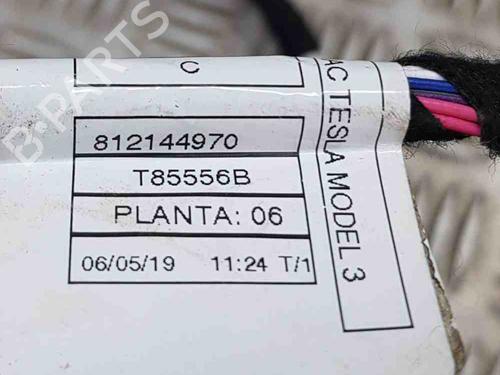 C
812144970
T85556B
PLANTA: 06
06/05/19 11:24 T/1
AC TESLA MODEL 3
B-PARTS